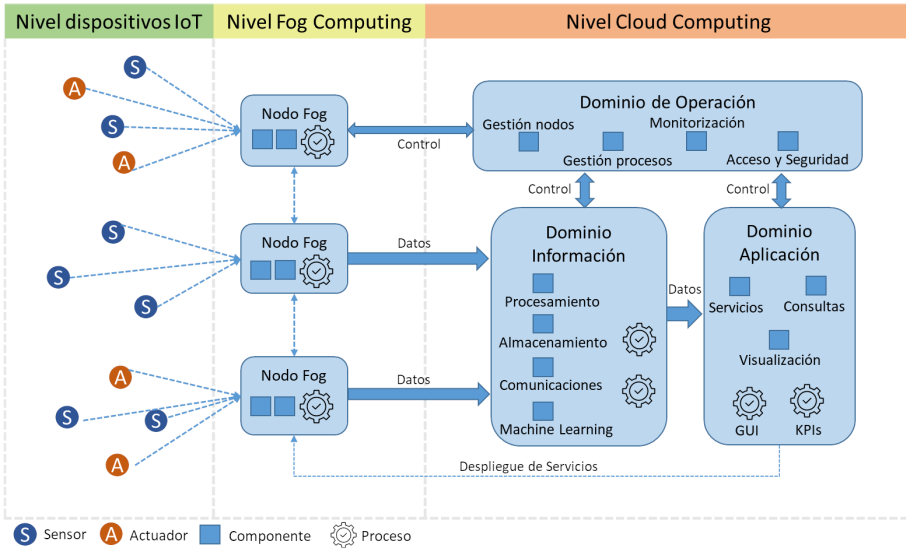 Nivel dispositivos IoT
Nivel Fog Computing
Nivel Cloud Computing
S
A
S
A
Nodo Fog
Control
Dominio de Operación
Gestión nodos
Monitorización
Gestión procesos
Acceso y Seguridad
Control
Control
S
S
S
Nodo Fog
Datos
Dominio
Información
Procesamiento
Almacenamiento
Comunicaciones
Machine Learning
Datos
Dominio
Aplicación
Servicios
Consultas
Visualización
GUI
KPIs
A
S
S
A
Nodo Fog
Datos
Despliegue de Servicios
S Sensor
A Actuador
Componente
Proceso